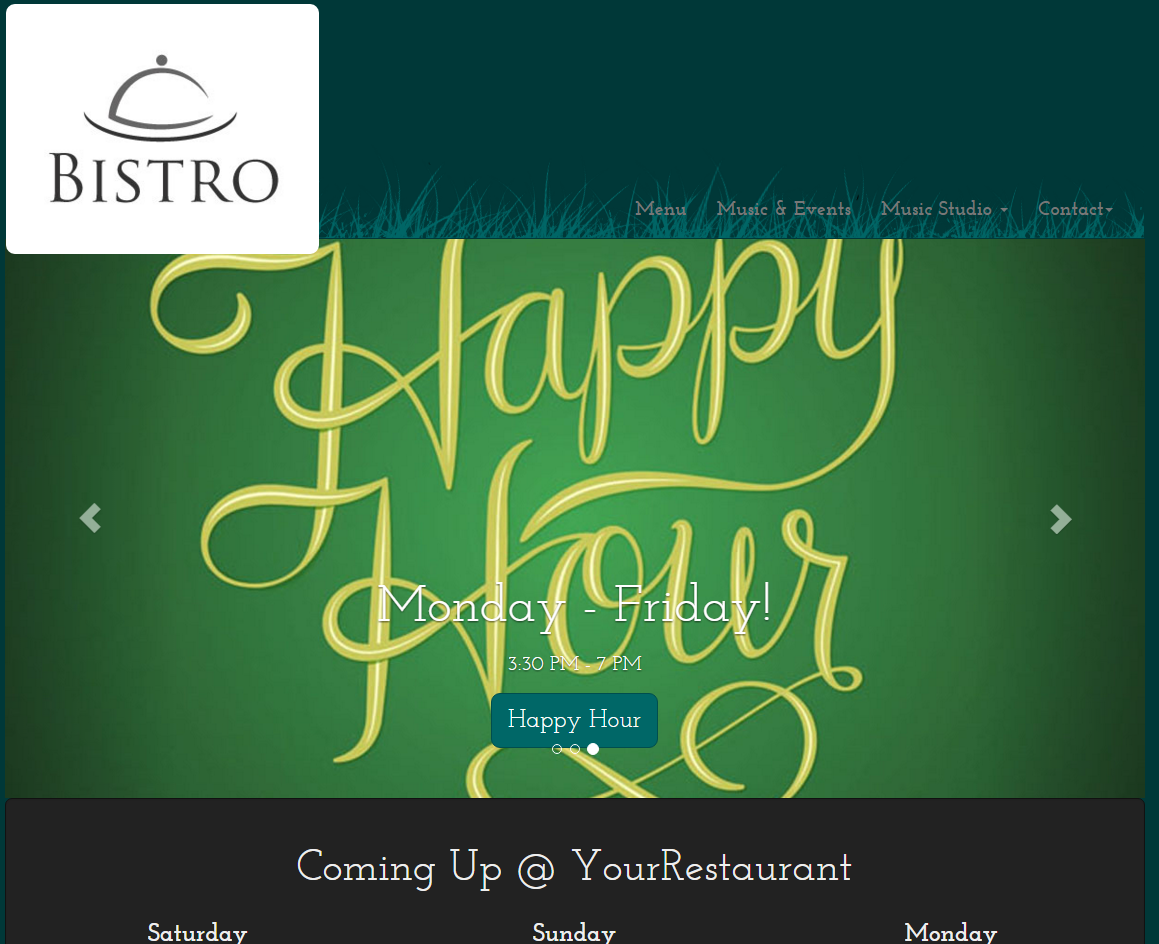 BISTRO
Menu Music & Events Music Studio Contact
Happy
Hour
Monday - Friday!
3:30 PM - 7 PM
Happy Hour
Coming Up @ YourRestaurant
Saturday Sunday Monday